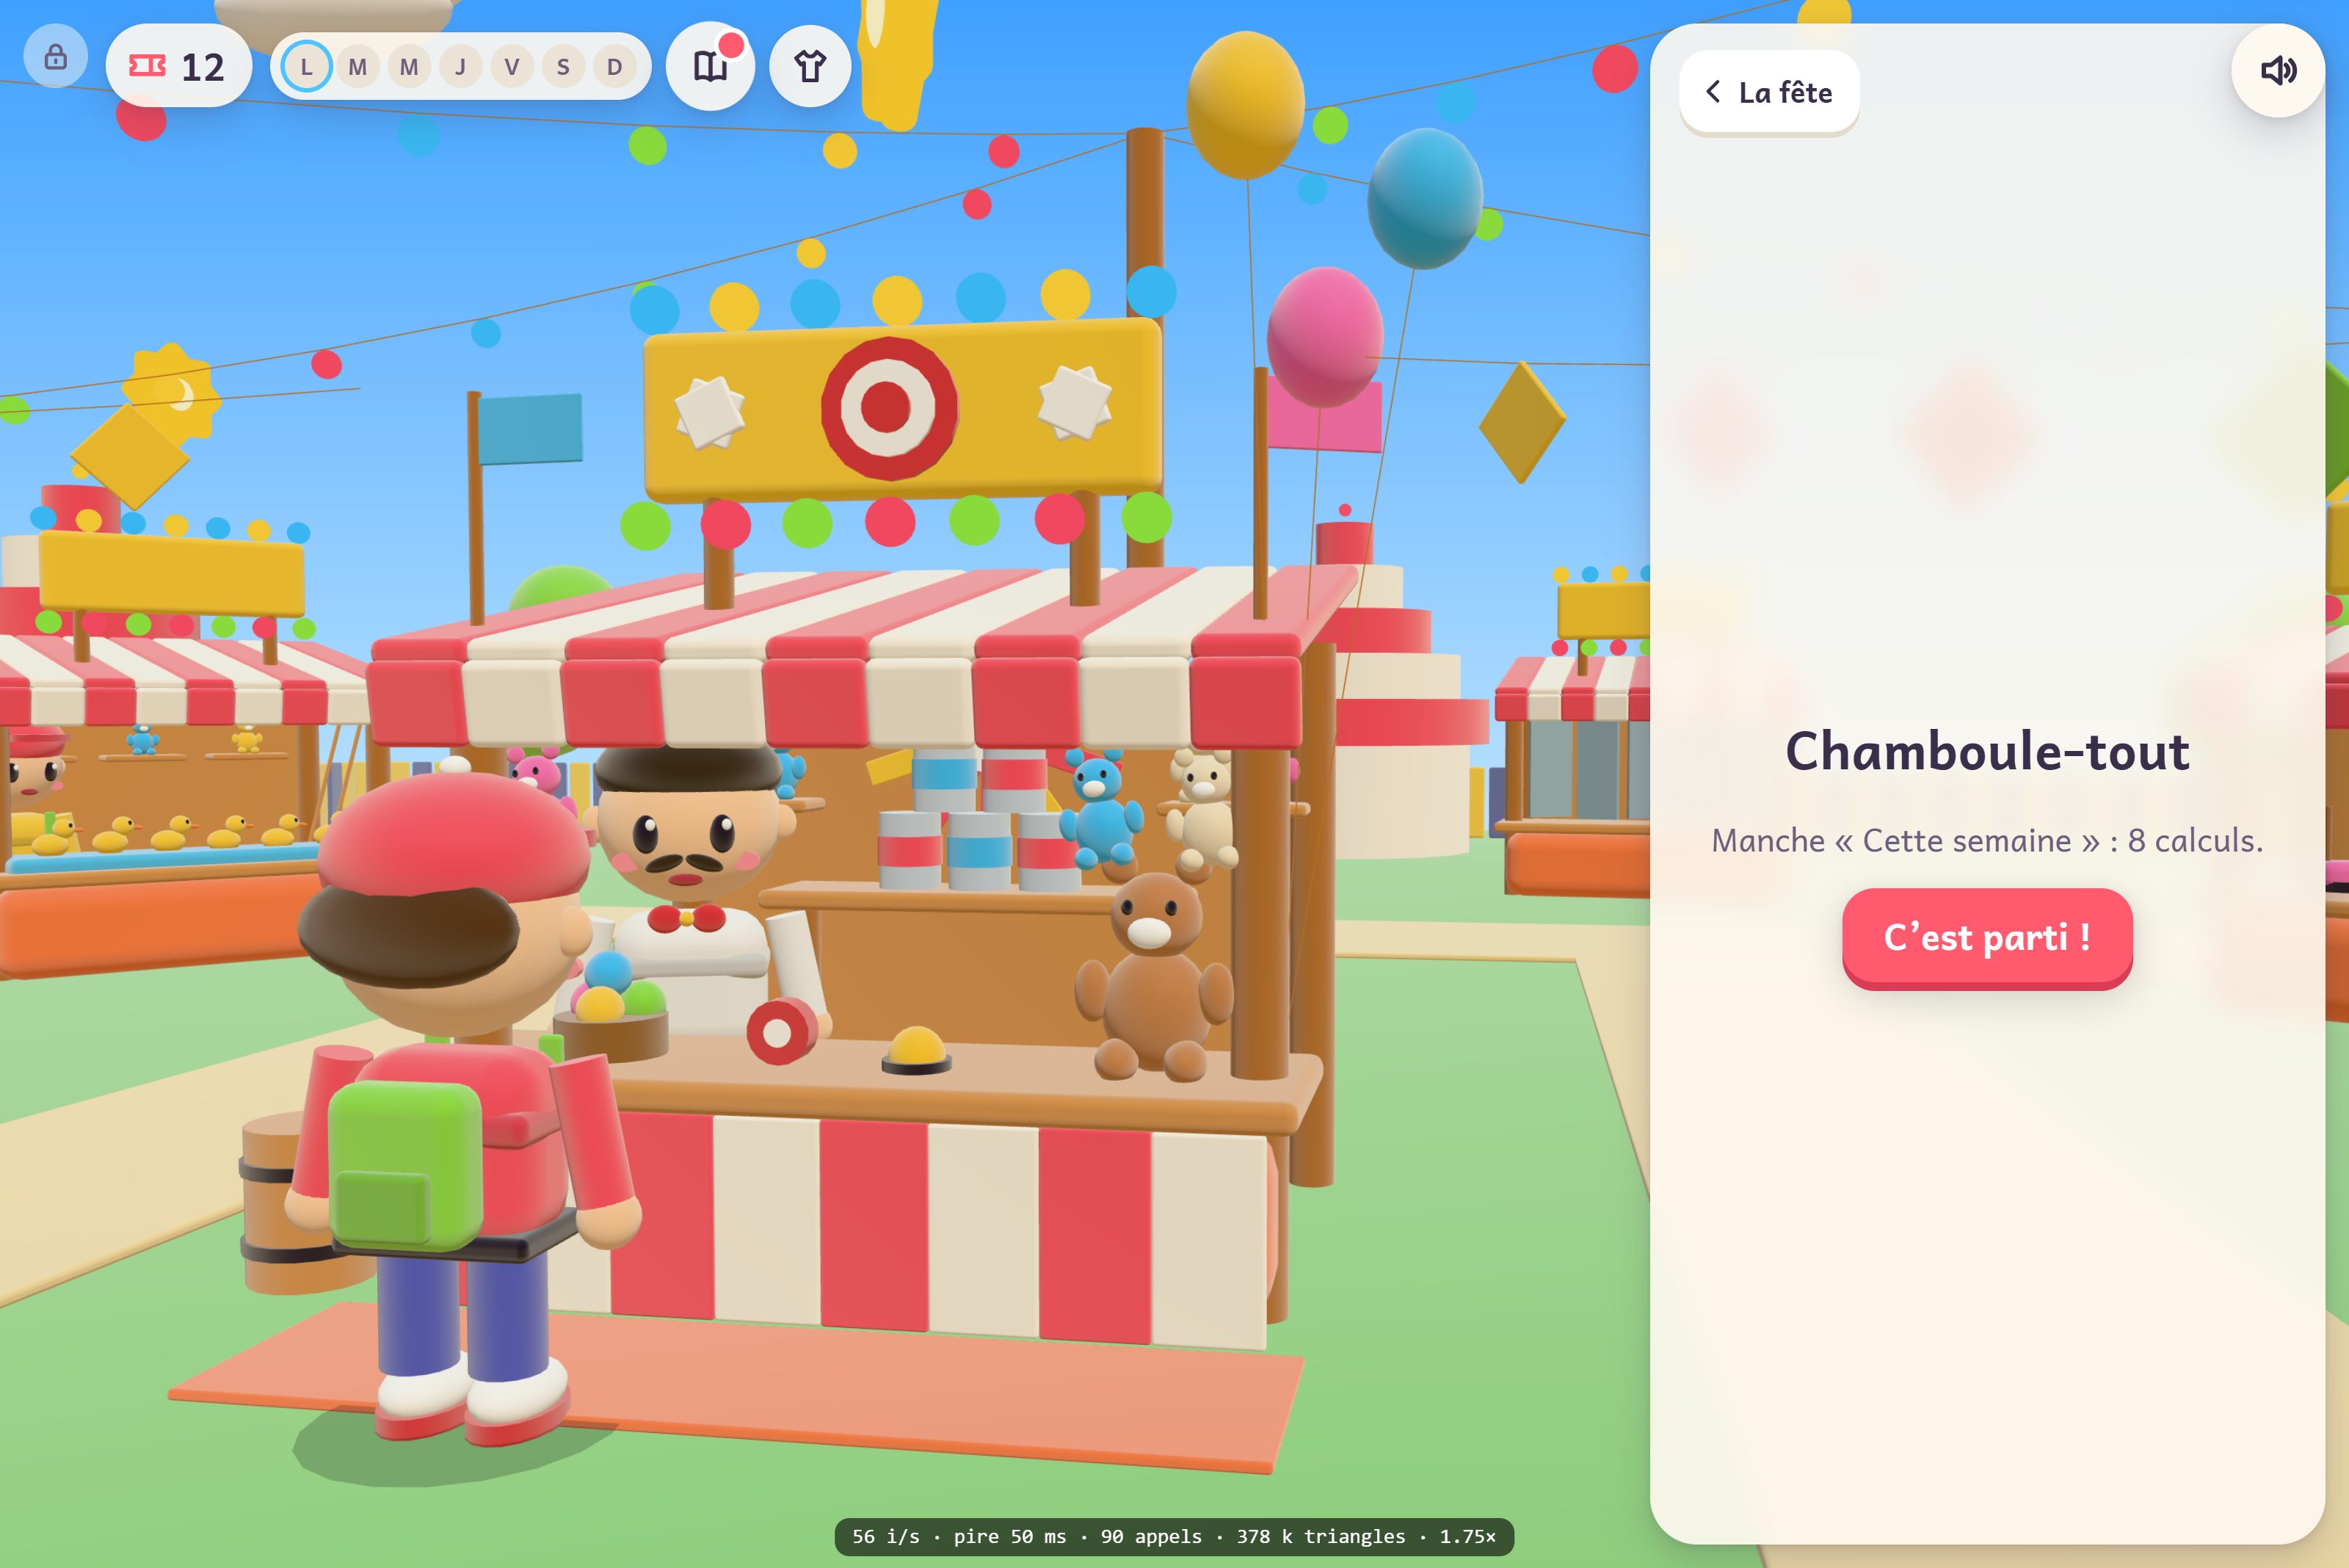 12
L M M J V S D
La fête
Chamboule-tout
Manche « Cette semaine » : 8 calculs.
C’est parti !
56 i/s · pire 50 ms · 90 appels · 378 k triangles · 1.75×